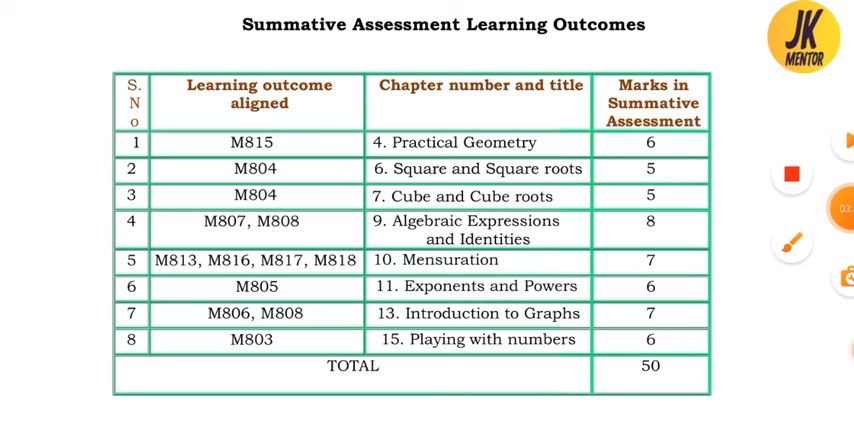 Summative Assessment Learning Outcomes
JK
MENTOR
S.
N
o
Learning outcome
aligned
Chapter number and title
Marks in
Summative
Assessment
1 M815 4. Practical Geometry 6
2 M804 6. Square and Square roots 5
3 M804 7. Cube and Cube roots 5
4 M807, M808 9. Algebraic Expressions 8
and Identities
5 M813, M816, M817, M818 10. Mensuration 7
6 M805 11. Exponents and Powers 6
7 M806, M808 13. Introduction to Graphs 7
8 M803 15. Playing with numbers 6
TOTAL 50